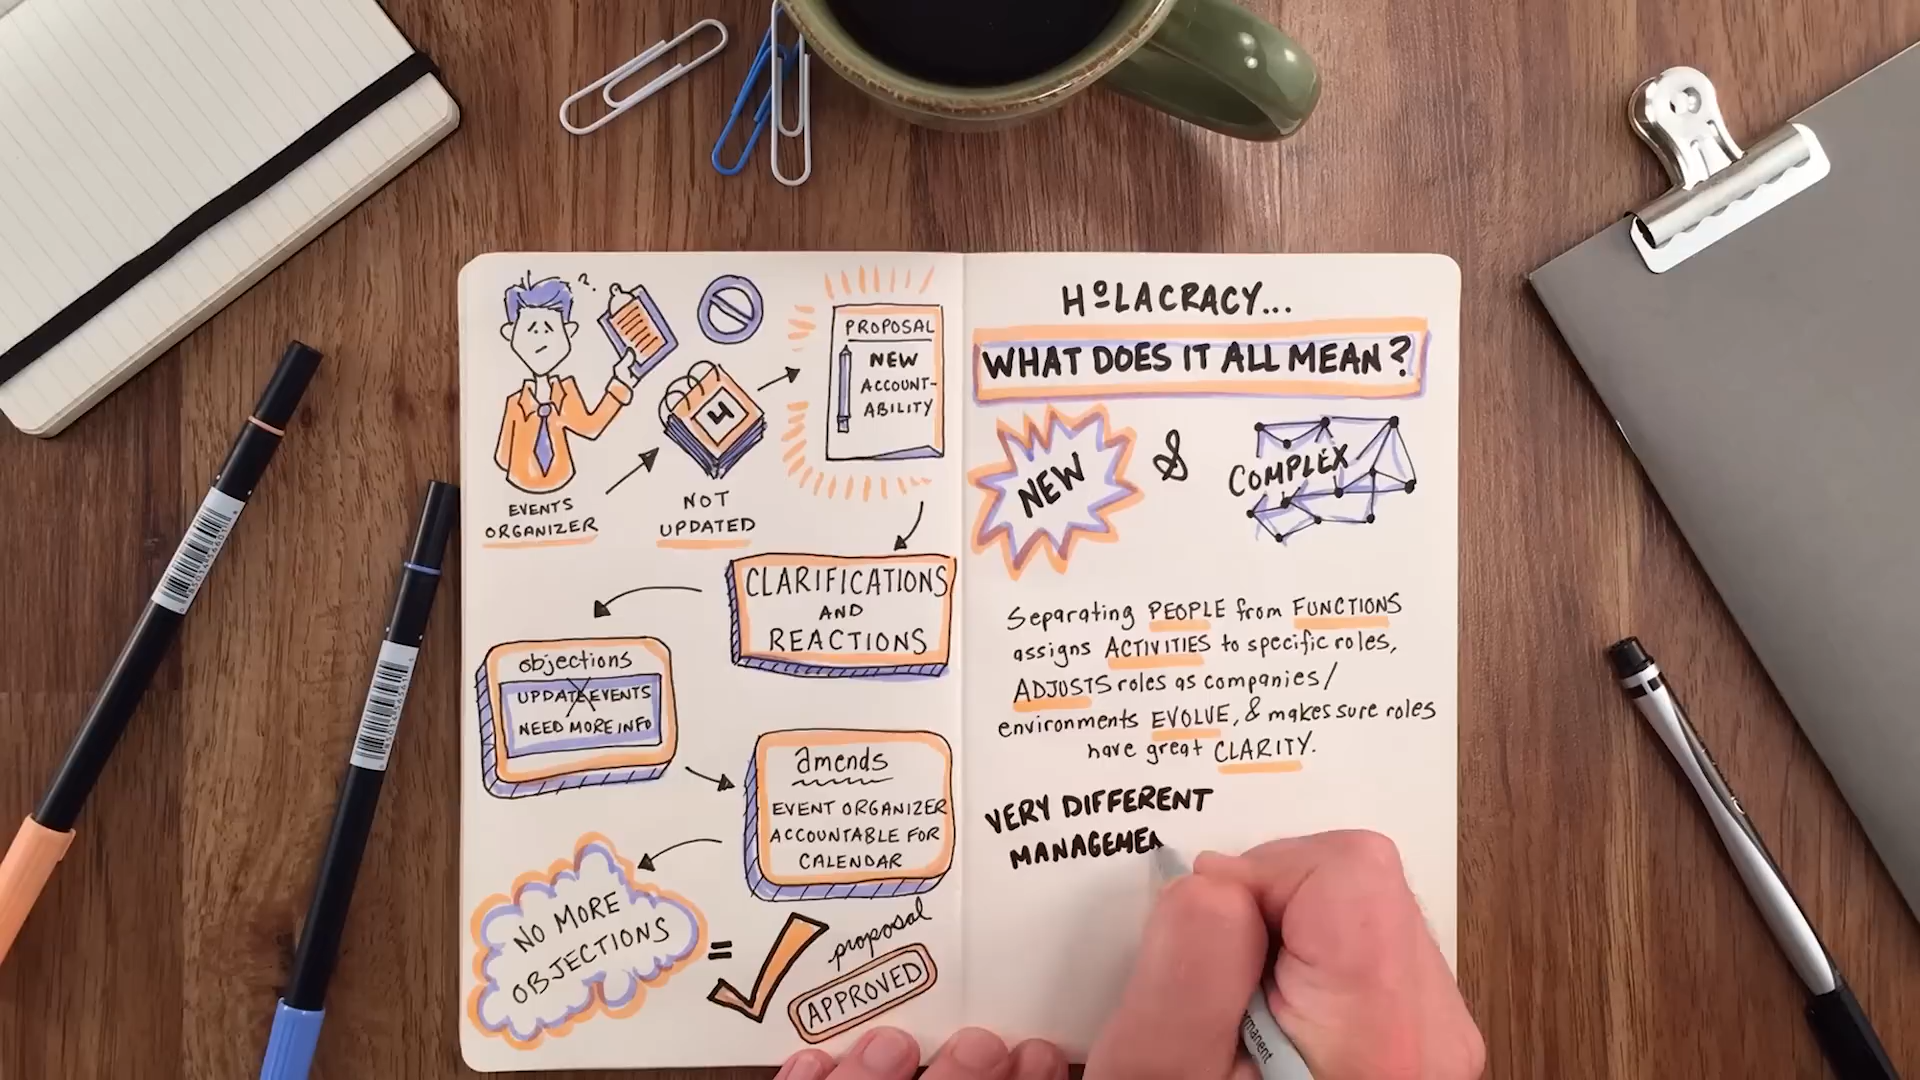 EVENTS
ORGANIZER
?
4
NOT
UPDATED
PROPOSAL
NEW
ACCOUNT-
ABILITY
CLARIFICATIONS
AND
REACTIONS
objections
UPDATE EVENTS
NEED MORE INFO
amends
EVENT ORGANIZER
ACCOUNTABLE FOR
CALENDAR
NO MORE
OBJECTIONS
=
proposal
APPROVED
HOLACRACY...
WHAT DOES IT ALL MEAN?
NEW
&
COMPLEX
Separating PEOPLE from FUNCTIONS
assigns ACTIVITIES to specific roles,
ADJUSTS roles as companies/
environments EVOLVE, & makes sure roles
have great CLARITY.
VERY DIFFERENT
MANAGEMEN